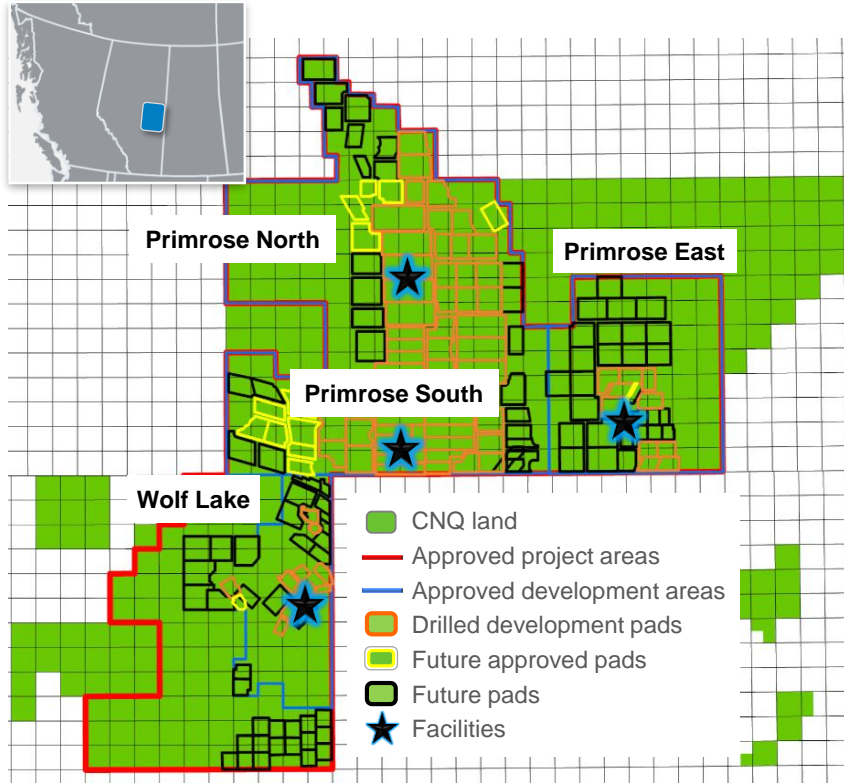 Primrose North
Primrose East
Primrose South
Wolf Lake
CNQ land
Approved project areas
Approved development areas
Drilled development pads
Future approved pads
Future pads
Facilities